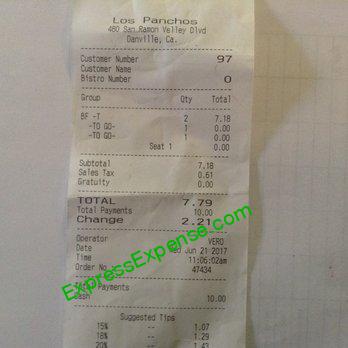 Los Panchos
480 San Ramon Velley Dlvd
Danville, Ca.
Customer Number 97
Customer Name
Bistro Number 0
Group Qty Total
BF -T 2 7.18
-TO GO- 1 0.00
-TO GO- 1 0.00
Seat 1 0.00
Subtotal 7.18
Sales Tax 0.61
Gratuity 0.00
TOTAL 7.79
Total Payments 10.00
Change 2.21
Operator VERO
Date Wed Jun 21 2017
Time 11:06:02am
Order No. 47434
Payments
Cash 10.00
Suggested Tips
15% -- 1.07
18% -- 1.29
20% -- 1.43
ExpressExpense.com